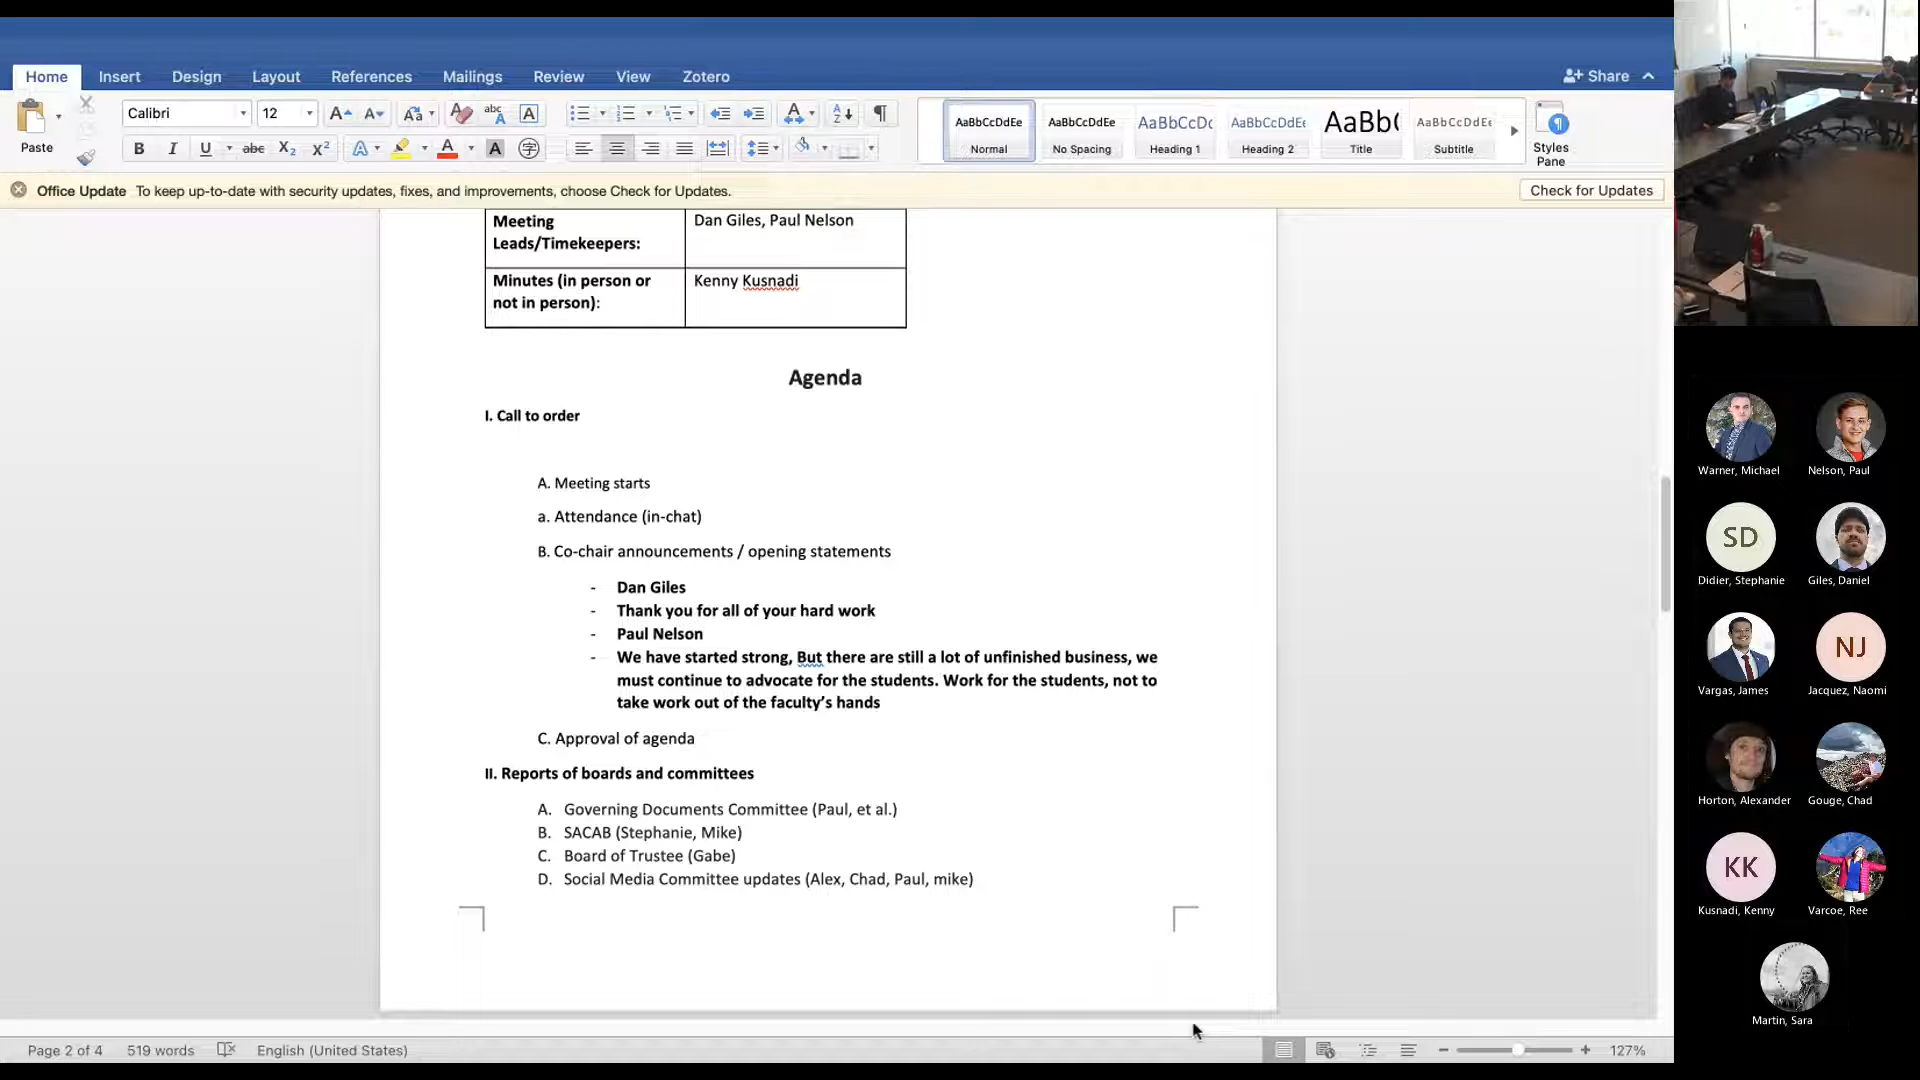 Home Insert Design Layout References Mailings Review View Zotero Share
Calibri 12 AaBbCcDdEe AaBbCcDdEe AaBbCcDc AaBbCcDdEe AaBb( AaBbCcDdEe
Paste Normal No Spacing Heading 1 Heading 2 Title Subtitle Styles
Pane
Office Update To keep up-to-date with security updates, fixes, and improvements, choose Check for Updates. Check for Updates
Meeting
Leads/Timekeepers:
Dan Giles, Paul Nelson
Minutes (in person or
not in person):
Kenny Kusnadi
Agenda
I. Call to order
A. Meeting starts
a. Attendance (in-chat)
B. Co-chair announcements / opening statements
- Dan Giles
- Thank you for all of your hard work
- Paul Nelson
- We have started strong, But there are still a lot of unfinished business, we
must continue to advocate for the students. Work for the students, not to
take work out of the faculty's hands
C. Approval of agenda
II. Reports of boards and committees
A. Governing Documents Committee (Paul, et al.)
B. SACAB (Stephanie, Mike)
C. Board of Trustee (Gabe)
D. Social Media Committee updates (Alex, Chad, Paul, mike)
Page 2 of 4 519 words English (United States) 127%
Warner, Michael Nelson, Paul
SD
Didier, Stephanie Giles, Daniel
NJ
Vargas, James Jacquez, Naomi
Horton, Alexander Gouge, Chad
KK
Kusnadi, Kenny Varcoe, Ree
Martin, Sara